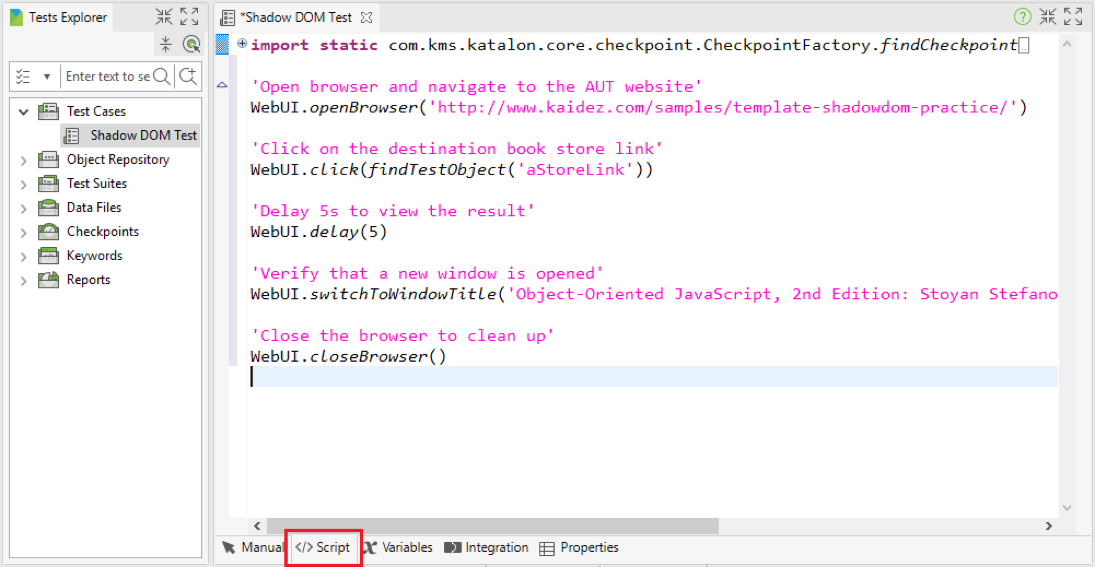 Tests Explorer
Enter text to se
Test Cases
Shadow DOM Test
Object Repository
Test Suites
Data Files
Checkpoints
Keywords
Reports
*Shadow DOM Test
import static com.kms.katalon.core.checkpoint.CheckpointFactory.findCheckpoint
'Open browser and navigate to the AUT website'
WebUI.openBrowser('http://www.kaidez.com/samples/template-shadowdom-practice/')
'Click on the destination book store link'
WebUI.click(findTestObject('aStoreLink'))
'Delay 5s to view the result'
WebUI.delay(5)
'Verify that a new window is opened'
WebUI.switchToWindowTitle('Object-Oriented JavaScript, 2nd Edition: Stoyan Stefano
'Close the browser to clean up'
WebUI.closeBrowser()
Manual </> Script Variables Integration Properties